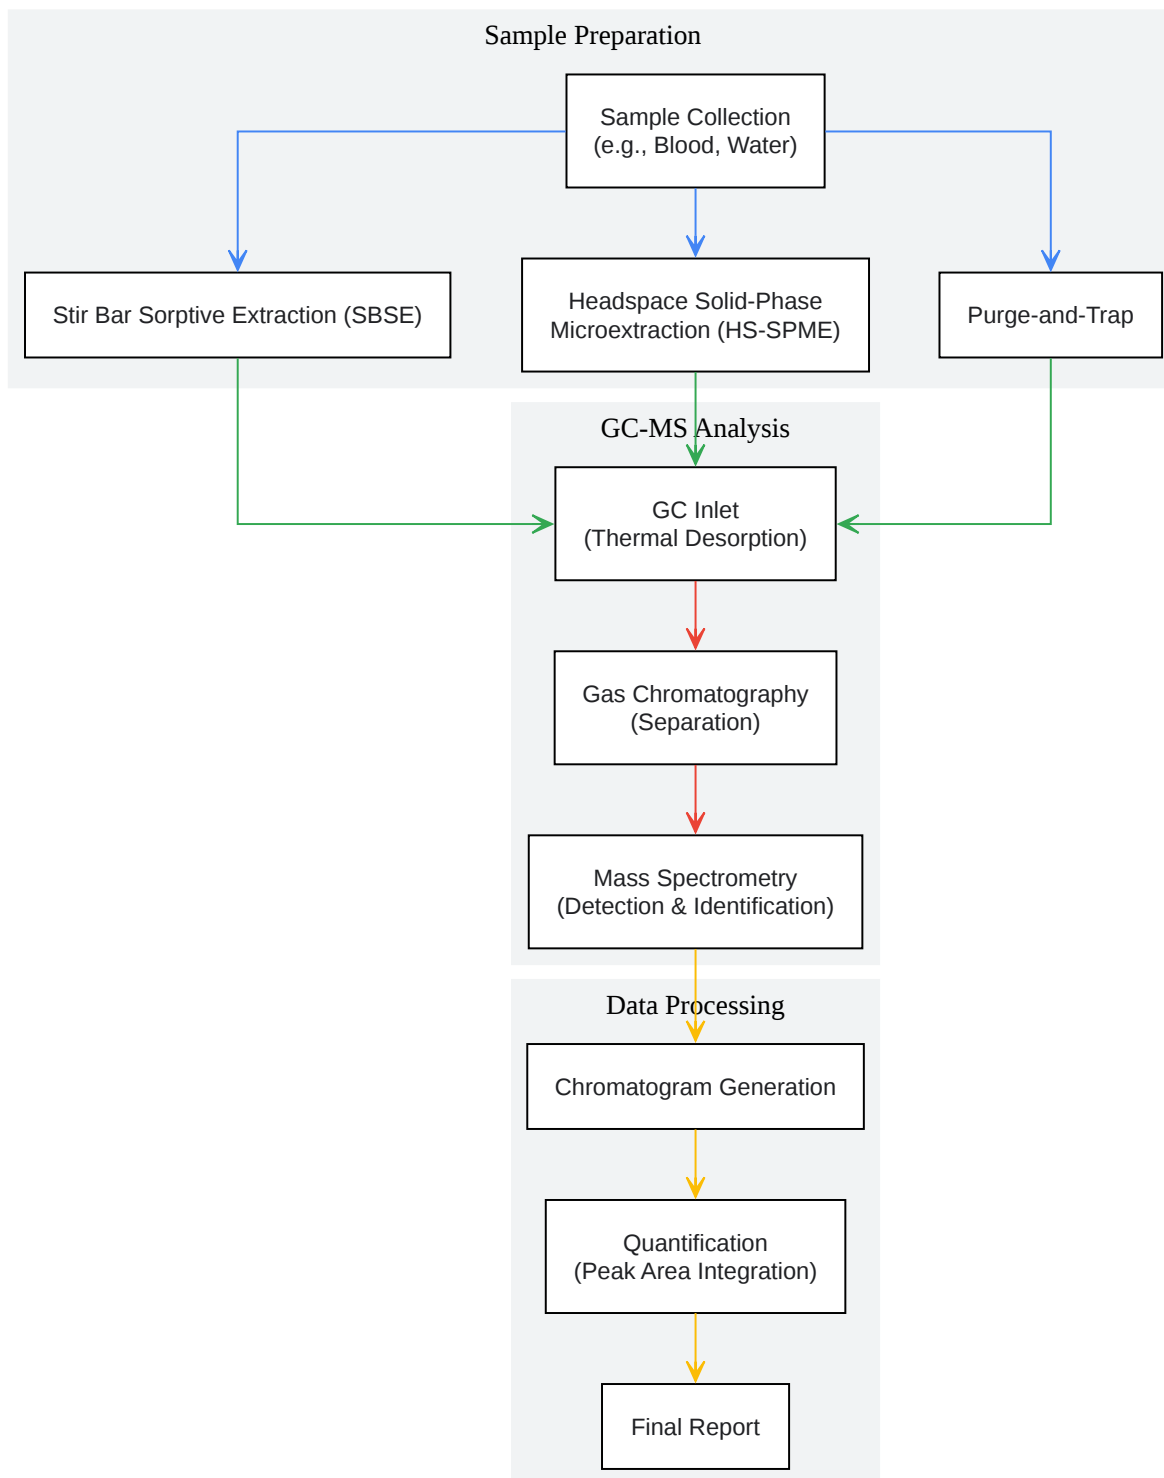 Sample Preparation
Sample Collection
(e.g., Blood, Water)
Stir Bar Sorptive Extraction (SBSE)
Headspace Solid-Phase
Microextraction (HS-SPME)
Purge-and-Trap
GC-MS Analysis
GC Inlet
(Thermal Desorption)
Gas Chromatography
(Separation)
Mass Spectrometry
(Detection & Identification)
Data Processing
Chromatogram Generation
Quantification
(Peak Area Integration)
Final Report